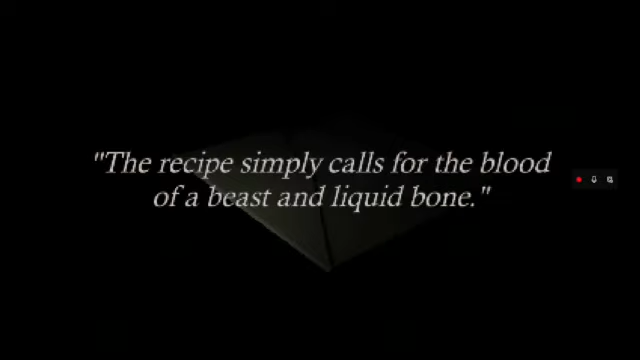 "The recipe simply calls for the blood
of a beast and liquid bone."